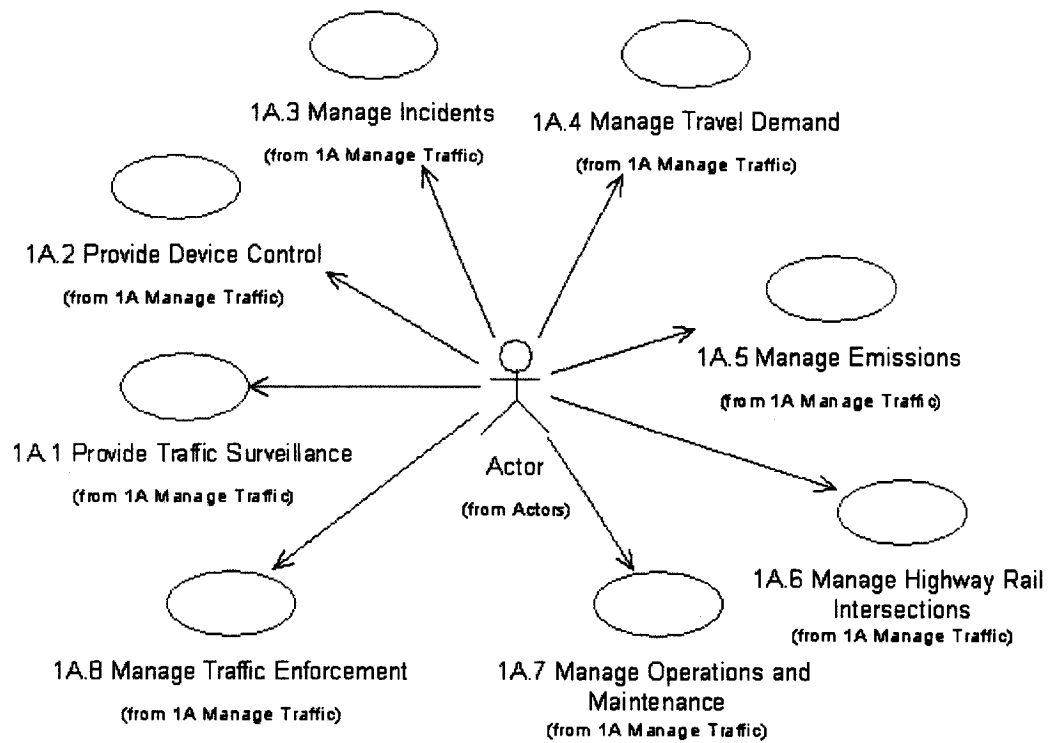 1A.3 Manage Incidents
(from 1A Manage Traffic)
1A.4 Manage Travel Demand
(from 1A Manage Traffic)
1A.2 Provide Device Control
(from 1A Manage Traffic)
1A.5 Manage Emissions
(from 1A Manage Traffic)
1A.1 Provide Traffic Surveillance
(from 1A Manage Traffic)
Actor
(from Actors)
1A.6 Manage Highway Rail
Intersections
(from 1A Manage Traffic)
1A.8 Manage Traffic Enforcement
(from 1A Manage Traffic)
1A.7 Manage Operations and
Maintenance
(from 1A Manage Traffic)